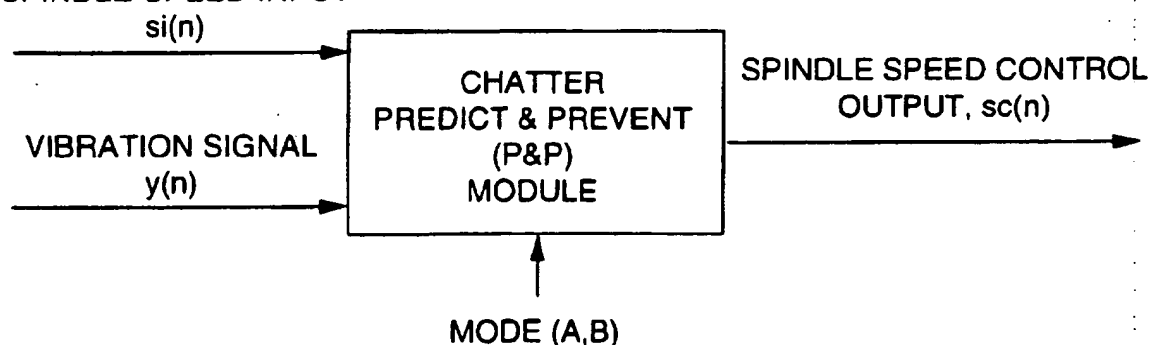 si(n)
CHATTER
PREDICT & PREVENT
(P&P)
MODULE
SPINDLE SPEED CONTROL
OUTPUT, sc(n)
VIBRATION SIGNAL
y(n)
MODE (A,B)